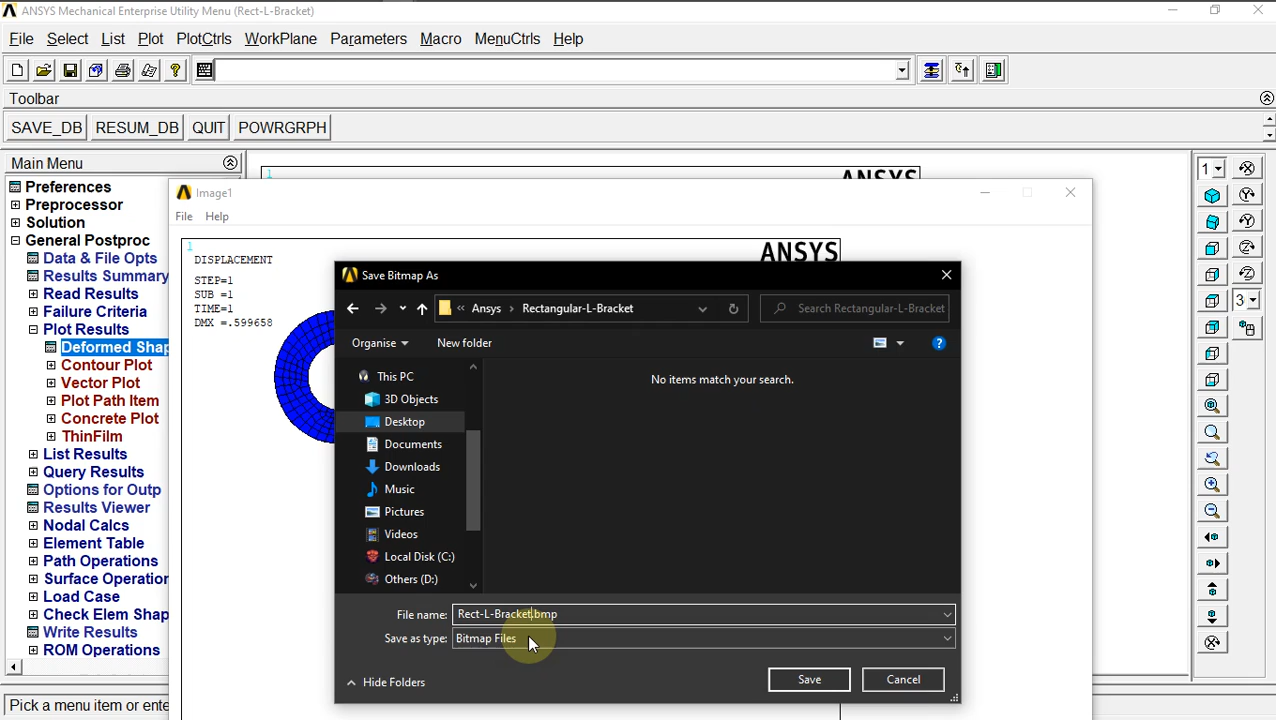 ANSYS Mechanical Enterprise Utility Menu (Rect-L-Bracket)
File Select List Plot PlotCtrls WorkPlane Parameters Macro MenuCtrls Help
Toolbar
SAVE_DB RESUM_DB QUIT POWRGRPH
Main Menu
Preferences
Preprocessor
Solution
General Postproc
Data & File Opts
Results Summary
Read Results
Failure Criteria
Plot Results
Deformed Shap
Contour Plot
Vector Plot
Plot Path Item
Concrete Plot
ThinFilm
List Results
Query Results
Options for Outp
Results Viewer
Nodal Calcs
Element Table
Path Operations
Surface Operation
Load Case
Check Elem Shap
Write Results
ROM Operations
Pick a menu item or ente
1
ANSYS
Image1
File Help
1
DISPLACEMENT
ANSYS
STEP=1
SUB =1
TIME=1
DMX =.599658
Save Bitmap As
« Ansys › Rectangular-L-Bracket
Search Rectangular-L-Bracket
Organise New folder
This PC
3D Objects
Desktop
Documents
Downloads
Music
Pictures
Videos
Local Disk (C:)
Others (D:)
No items match your search.
File name: Rect-L-Bracket.bmp
Save as type: Bitmap Files
Hide Folders
Save Cancel
1
3